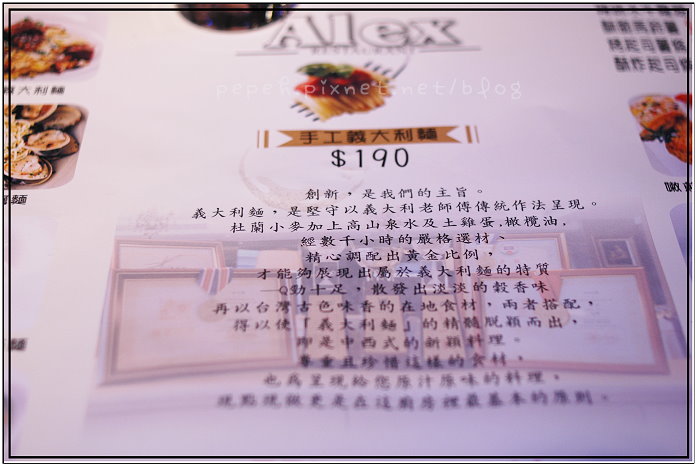 Alex
RESTAURANT
pepeh.pixnet.net/blog
手工義大利麵
$190
創新，是我們的主旨。
義大利麵，是堅守以義大利老師傅傳統作法呈現。
杜蘭小麥加上高山泉水及土雞蛋.橄欖油.
經數千小時的嚴格選材、
精心調配出黃金比例，
才能夠展現出屬於義大利麵的特質
—Q勁十足，散發出淡淡的穀香味
再以台灣古色味香的在地食材，兩者搭配，
得以使『義大利麵』的精髓脫穎而出，
即是中西式的新穎料理。
尊重且珍惜這樣的食材，
也為呈現給您原汁原味的料理，
現點現做更是在這廚房裡最基本的原則。
義大利麵